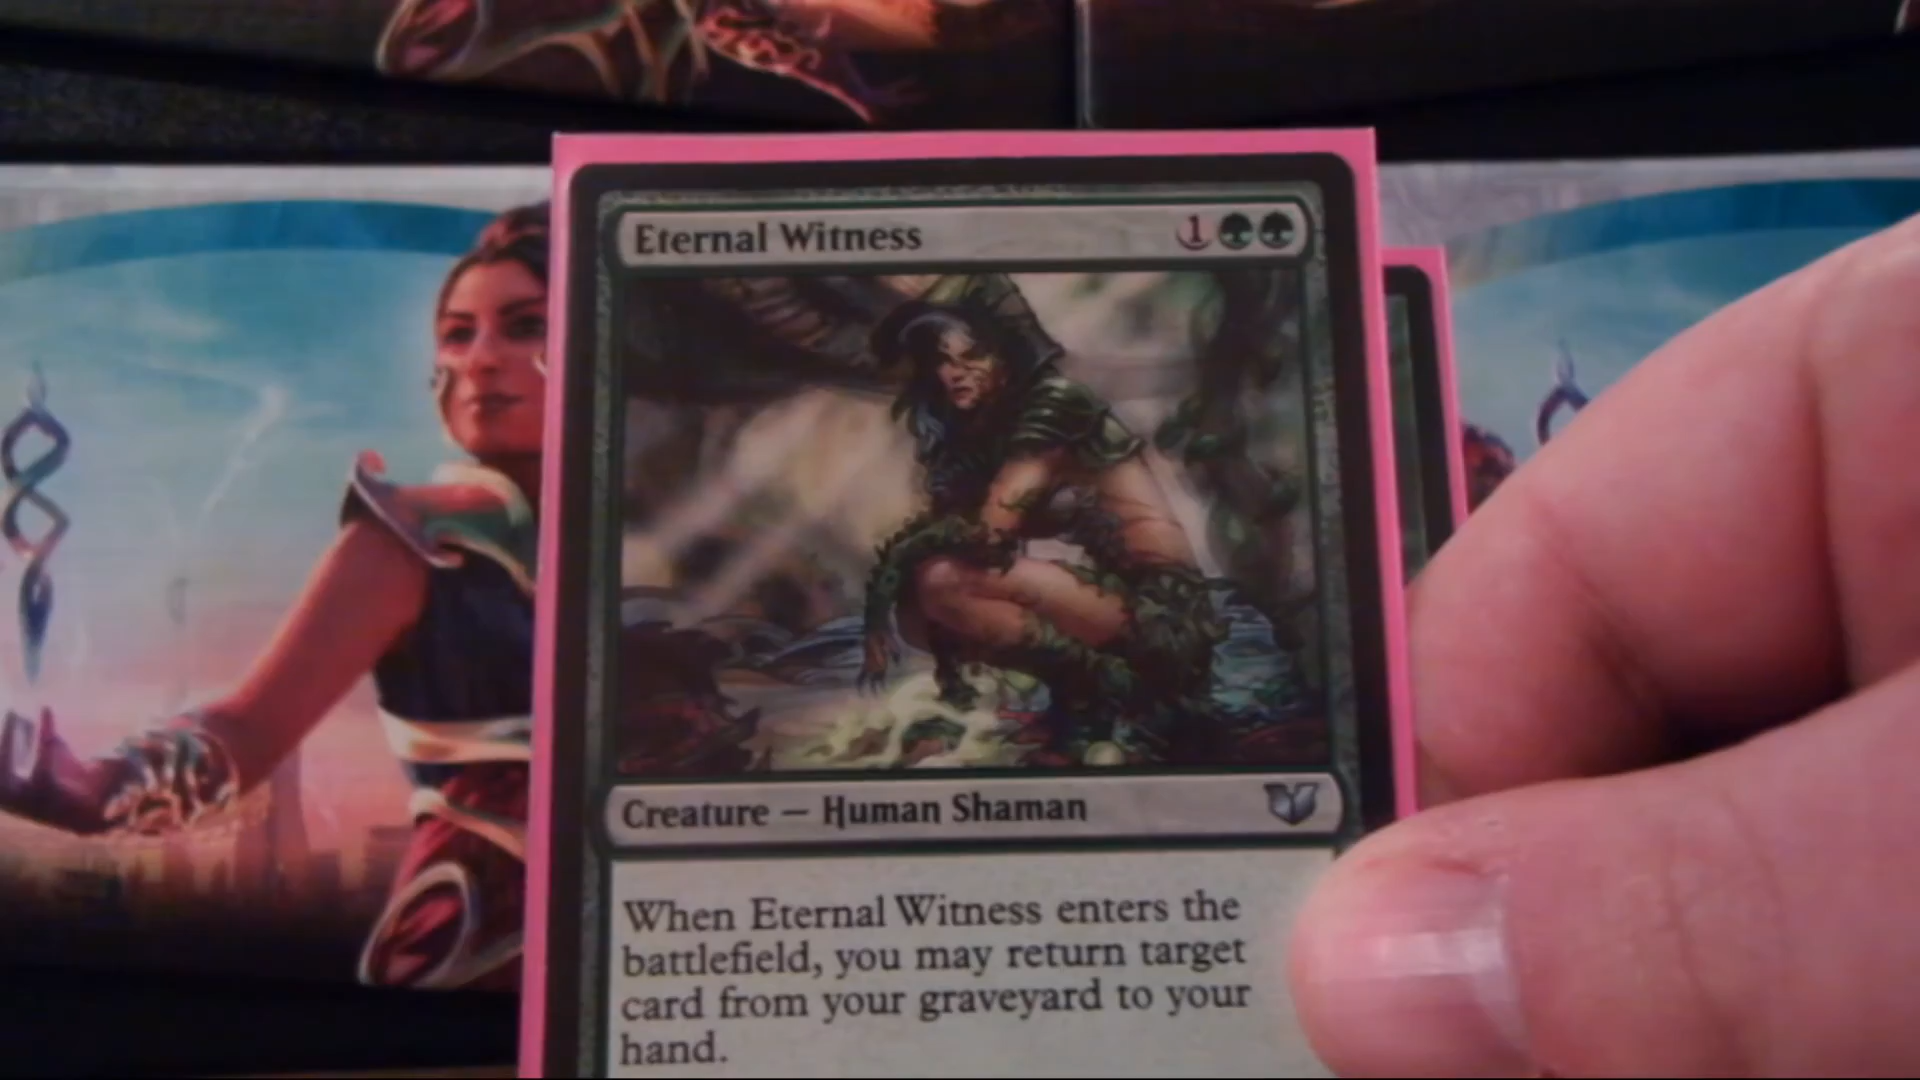 Eternal Witness 1
Creature — Human Shaman
When Eternal Witness enters the
battlefield, you may return target
card from your graveyard to your
hand.